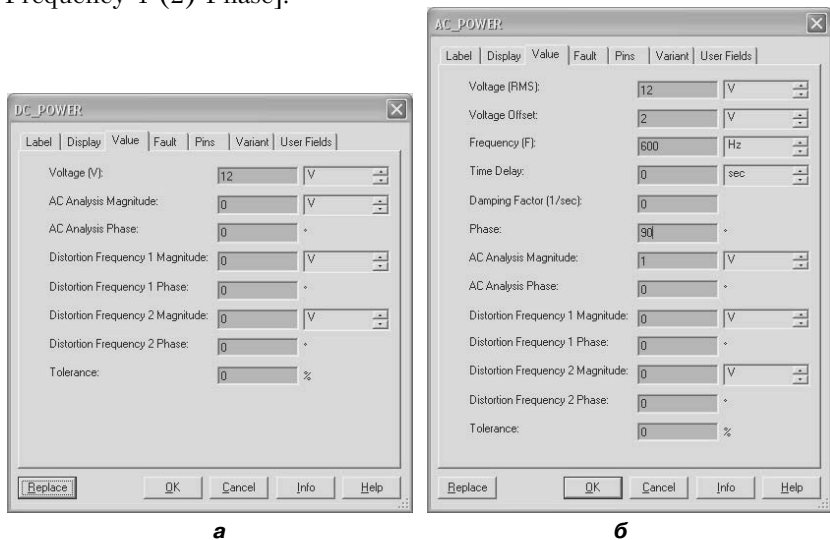 Frequency 1 (2) Phase].
DC_POWER
Label Display Value Fault Pins Variant User Fields
Voltage (V): 12 V
AC Analysis Magnitude: 0 V
AC Analysis Phase: 0 °
Distortion Frequency 1 Magnitude: 0 V
Distortion Frequency 1 Phase: 0 °
Distortion Frequency 2 Magnitude: 0 V
Distortion Frequency 2 Phase: 0 °
Tolerance: 0 %
Replace OK Cancel Info Help
а
AC_POWER
Label Display Value Fault Pins Variant User Fields
Voltage (RMS): 12 V
Voltage Offset: 2 V
Frequency (F): 600 Hz
Time Delay: 0 sec
Damping Factor (1/sec): 0
Phase: 90 °
AC Analysis Magnitude: 1 V
AC Analysis Phase: 0 °
Distortion Frequency 1 Magnitude: 0 V
Distortion Frequency 1 Phase: 0 °
Distortion Frequency 2 Magnitude: 0 V
Distortion Frequency 2 Phase: 0 °
Tolerance: 0 %
Replace OK Cancel Info Help
б